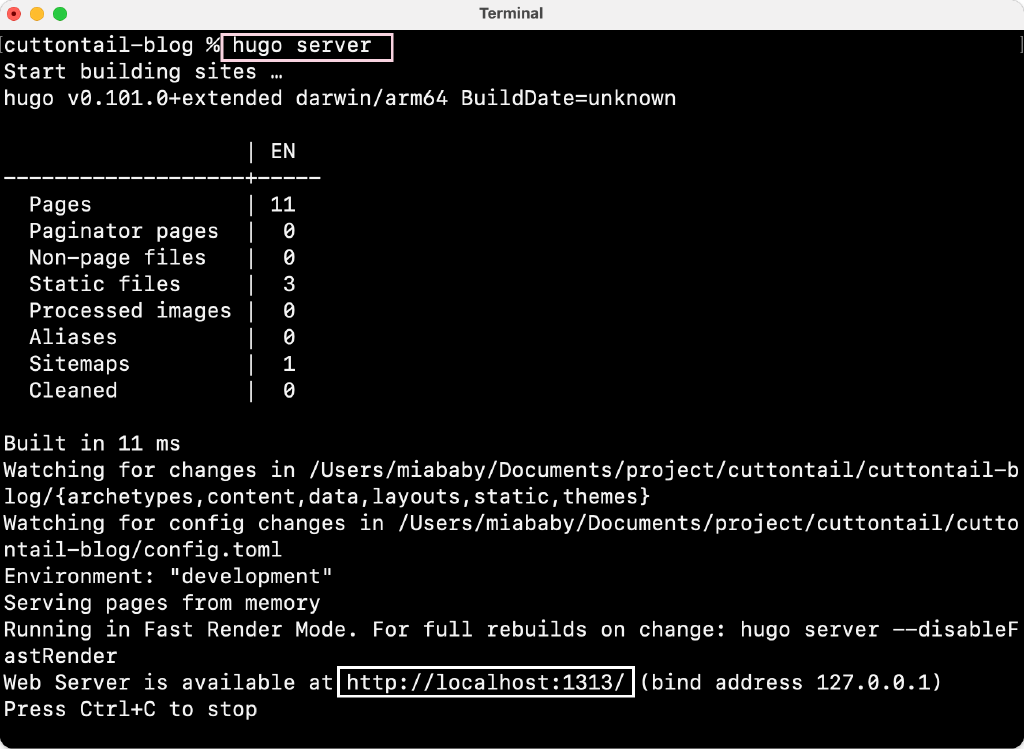 Terminal
cuttontail-blog % hugo server
Start building sites …
hugo v0.101.0+extended darwin/arm64 BuildDate=unknown
                   | EN
-------------------+-----
  Pages            | 11
  Paginator pages  |  0
  Non-page files   |  0
  Static files     |  3
  Processed images |  0
  Aliases          |  0
  Sitemaps         |  1
  Cleaned          |  0
Built in 11 ms
Watching for changes in /Users/miababy/Documents/project/cuttontail/cuttontail-b
log/{archetypes,content,data,layouts,static,themes}
Watching for config changes in /Users/miababy/Documents/project/cuttontail/cutto
ntail-blog/config.toml
Environment: "development"
Serving pages from memory
Running in Fast Render Mode. For full rebuilds on change: hugo server --disableF
astRender
Web Server is available at http://localhost:1313/ (bind address 127.0.0.1)
Press Ctrl+C to stop